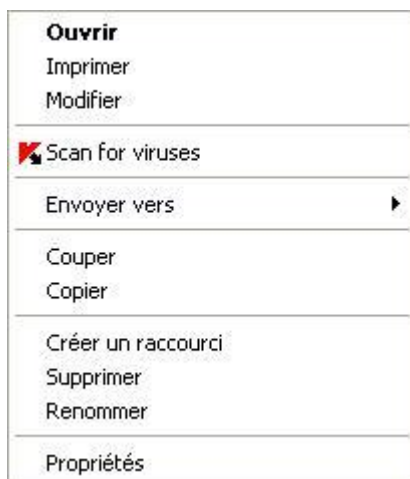 Ouvrir
Imprimer
Modifier
Scan for viruses
Envoyer vers
Couper
Copier
Créer un raccourci
Supprimer
Renommer
Propriétés